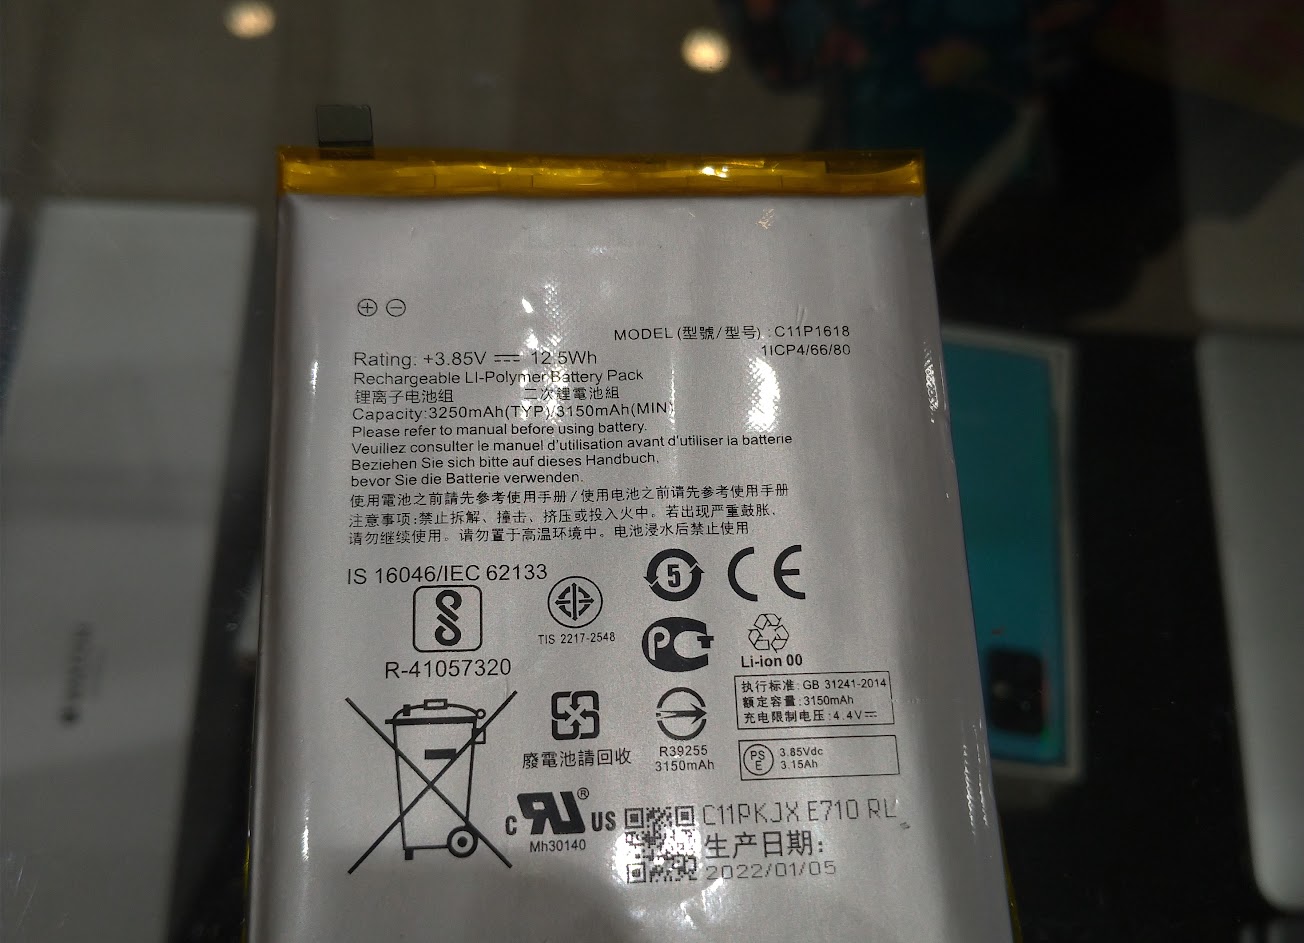 MODEL (型號/型号) : C11P1618
1ICP4/66/80
Rating: +3.85V ⎓ 12.5Wh
Rechargeable LI-Polymer Battery Pack
锂离子电池组 二次鋰電池組
Capacity:3250mAh(TYP)/3150mAh(MIN)
Please refer to manual before using battery.
Veuillez consulter le manuel d'utilisation avant d'utiliser la batterie
Beziehen Sie sich bitte auf dieses Handbuch,
bevor Sie die Batterie verwenden.
使用電池之前請先參考使用手册/使用电池之前请先参考使用手册
注意事项:禁止拆解、撞击、挤压或投入火中。若出现严重鼓胀、
请勿继续使用。请勿置于高温环境中。电池浸水后禁止使用
IS 16046/IEC 62133
R-41057320
TIS 2217-2548
5
CE
PCT
Li-ion 00
执行标准: GB 31241-2014
额定容量:3150mAh
充电限制电压: 4.4V⎓
廢電池請回收
R39255
3150mAh
PS
E
3.85Vdc
3.15Ah
c RU ® US
Mh30140
C11PKJX E710 RL
生产日期:
2022/01/05